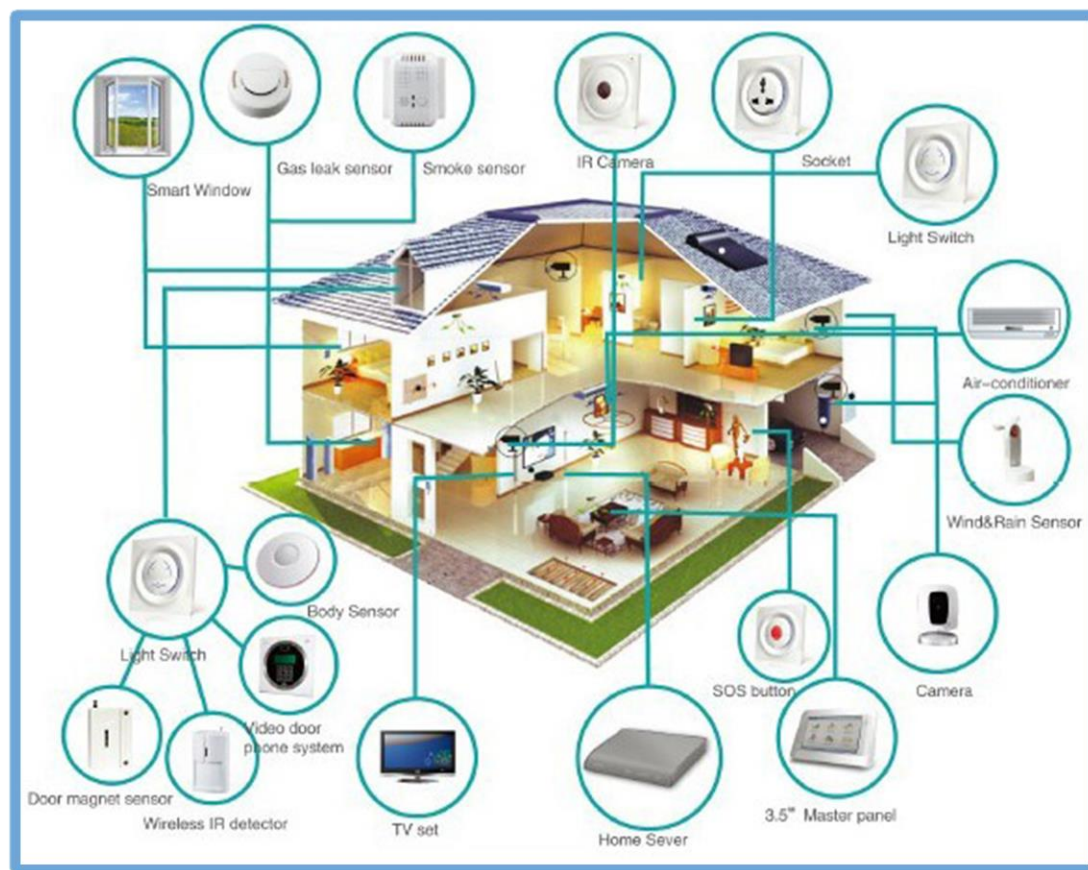 Smart Window
Gas leak sensor
Smoke sensor
IR Camera
Socket
Light Switch
Air-conditioner
Wind&Rain Sensor
Camera
SOS button
3.5" Master panel
Home Sever
TV set
Body Sensor
Light Switch
Video door
phone system
Door magnet sensor
Wireless IR detector